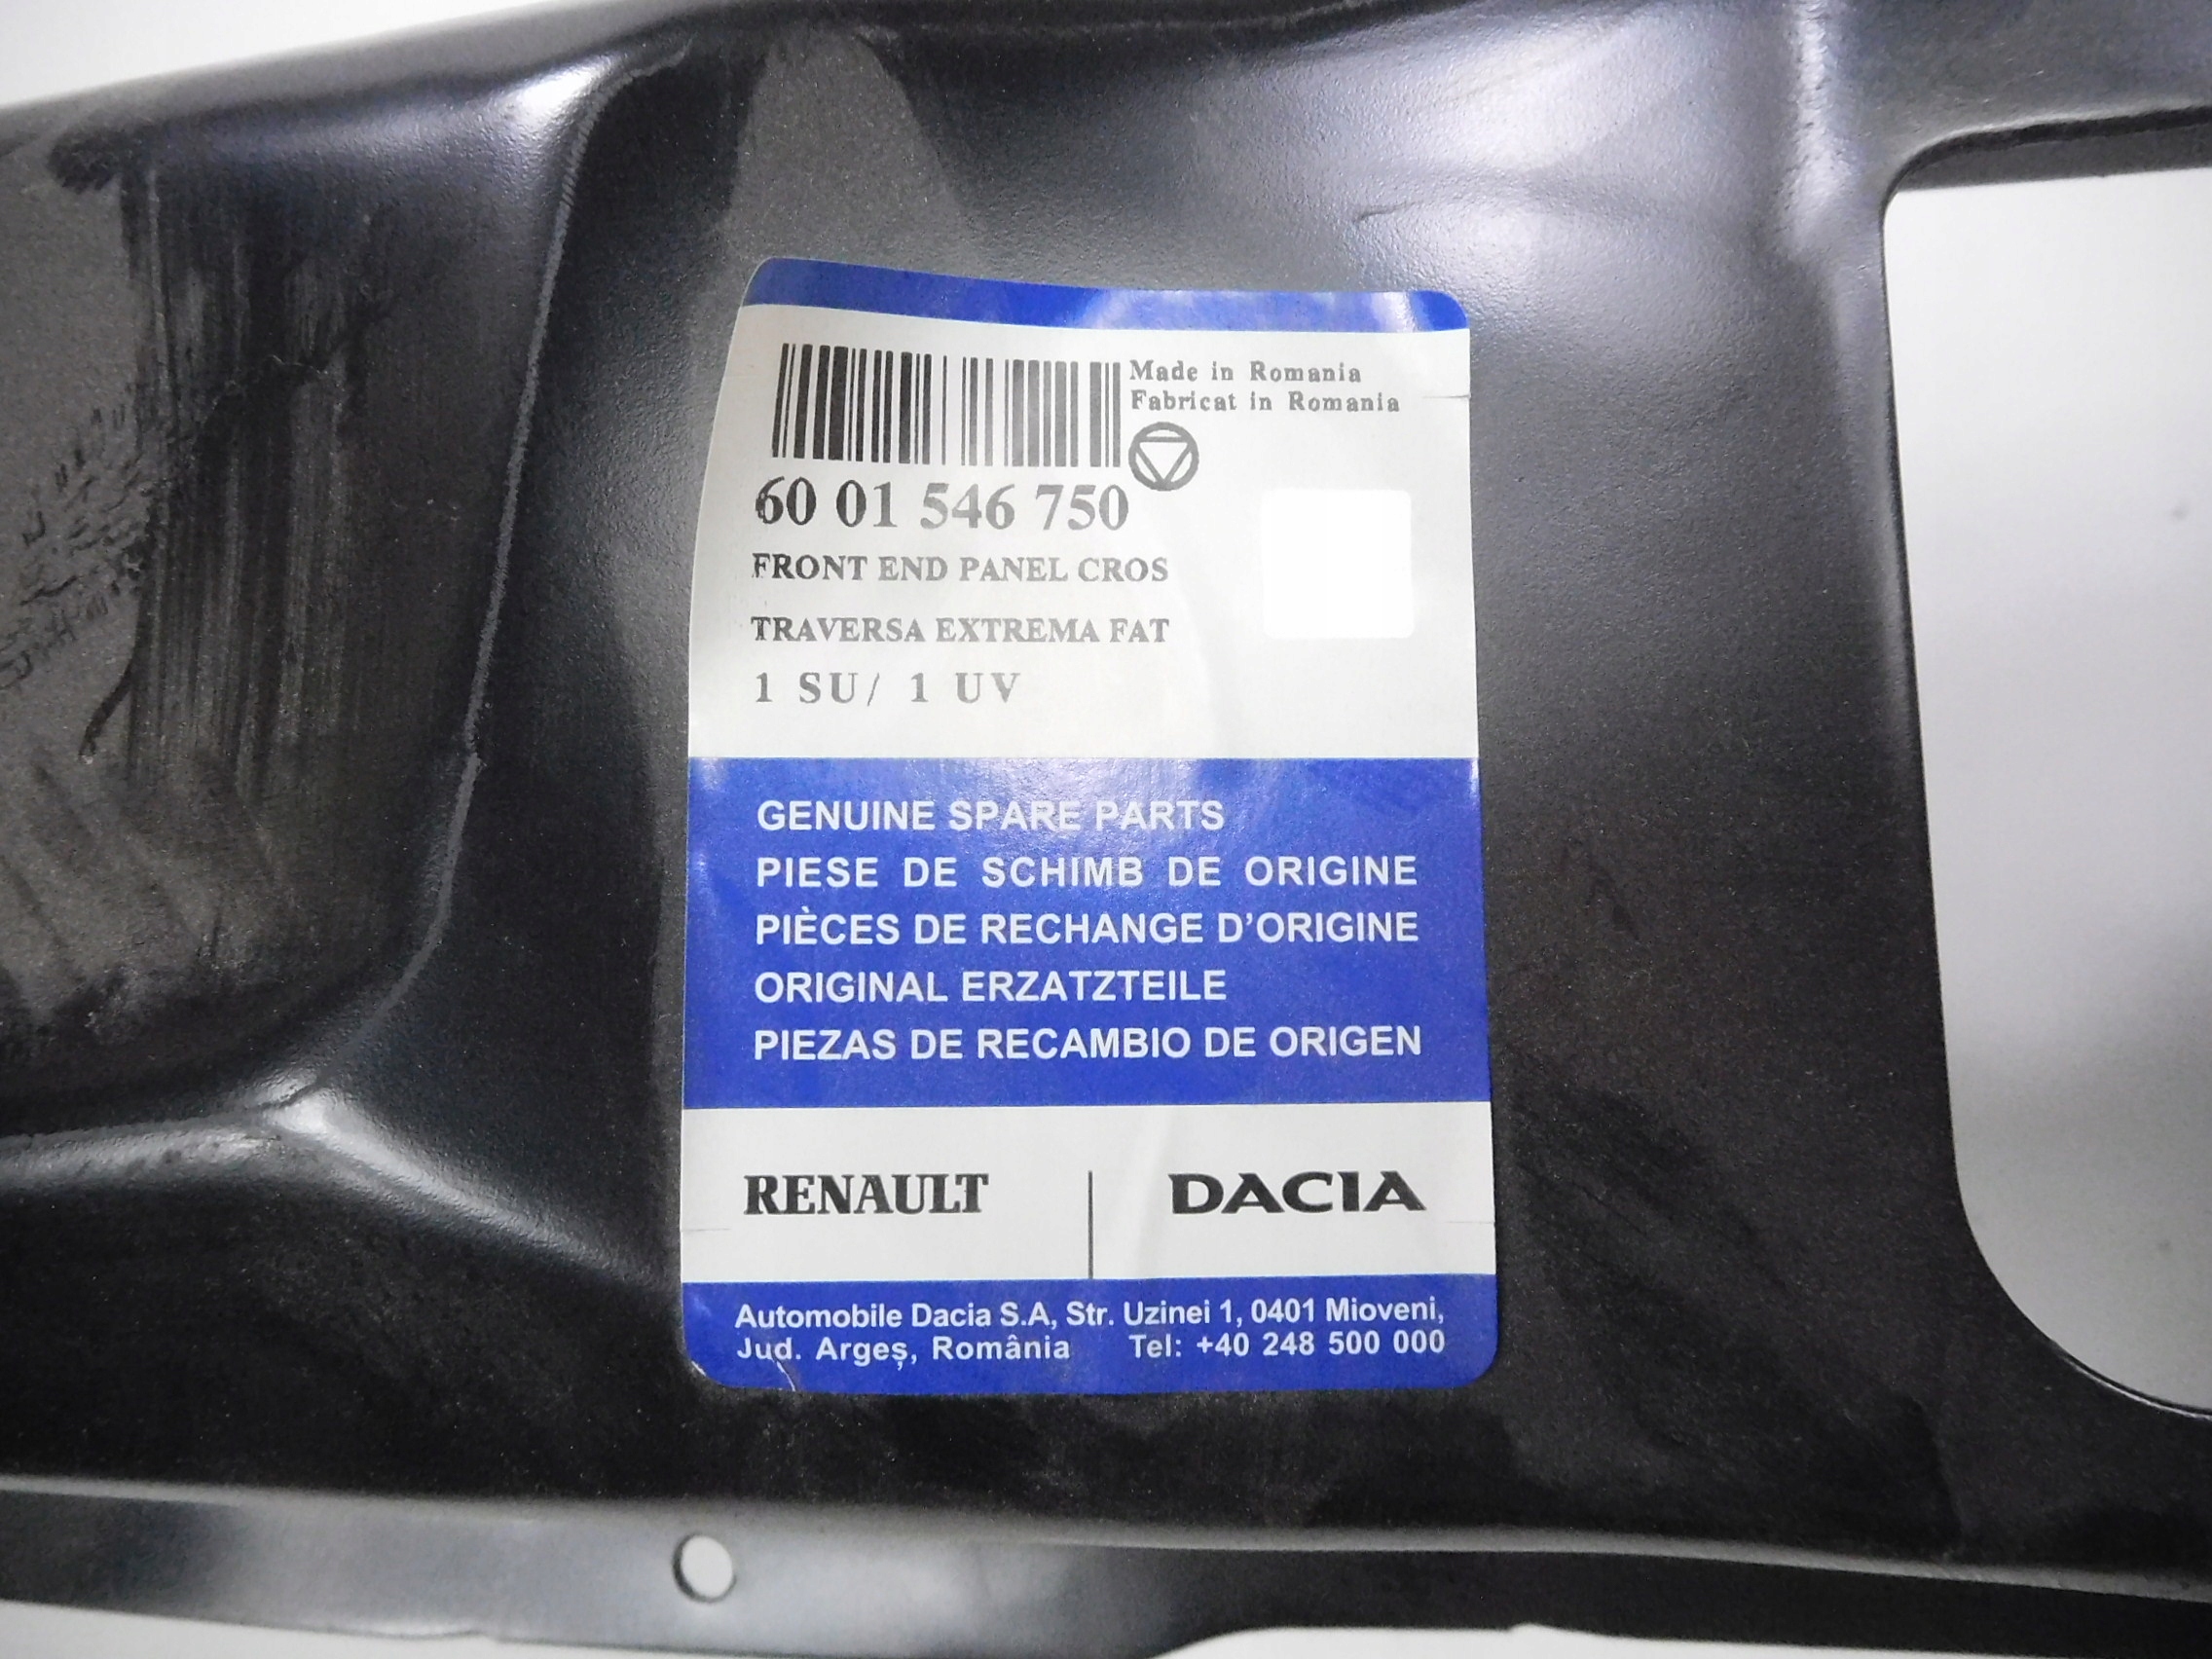 Made in Romania
Fabricat in Romania
60 01 546 750
FRONT END PANEL CROS
TRAVERSA EXTREMA FAT
1 SU/ 1 UV
GENUINE SPARE PARTS
PIESE DE SCHIMB DE ORIGINE
PIÈCES DE RECHANGE D'ORIGINE
ORIGINAL ERZATZTEILE
PIEZAS DE RECAMBIO DE ORIGEN
RENAULT DACIA
Automobile Dacia S.A, Str. Uzinei 1, 0401 Mioveni,
Jud. Argeș, România Tel: +40 248 500 000